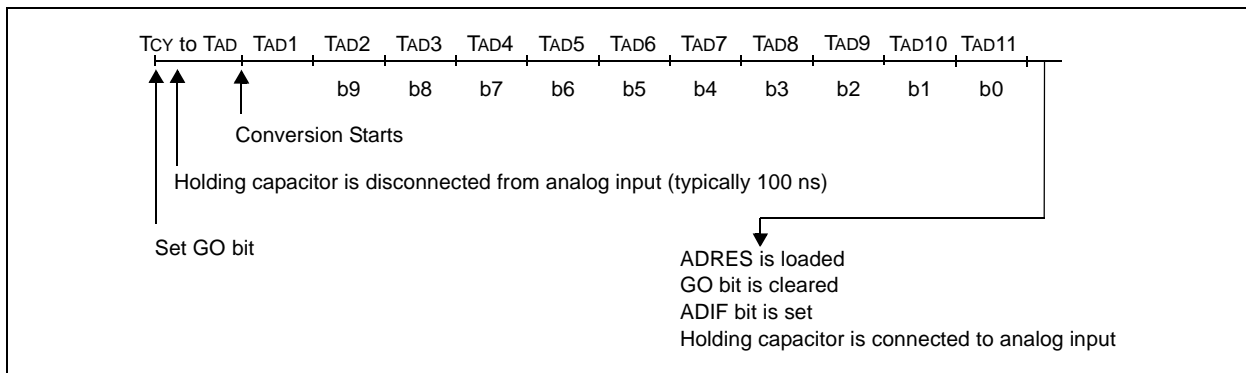 TCY to TAD TAD1 TAD2 TAD3 TAD4 TAD5 TAD6 TAD7 TAD8 TAD9 TAD10 TAD11
b9 b8 b7 b6 b5 b4 b3 b2 b1 b0
Conversion Starts
Holding capacitor is disconnected from analog input (typically 100 ns)
Set GO bit
ADRES is loaded
GO bit is cleared
ADIF bit is set
Holding capacitor is connected to analog input